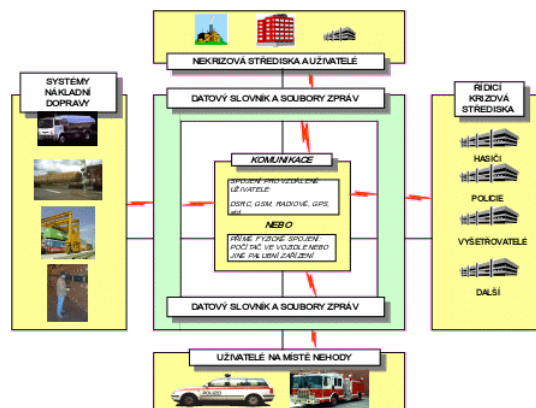 NEKRIZOVÁ STŘEDISKA A UŽIVATELÉ
SYSTÉMY
NÁKLADNÍ
DOPRAVY
DATOVÝ SLOVNÍK A SOUBORY ZPRÁV
ŘÍDICÍ
KRIZOVÁ
STŘEDISKA
HASIČI
POLICIE
VYŠETŘOVATELÉ
DALŠÍ
KOMUNIKACE
SPOJENÍ PRO VZDÁLENÉ
UŽIVATELE:
DSRC, GSM, RADIOVÉ, GPS,
atd.
NEBO
PŘÍMÉ FYZICKÉ SPOJENÍ:
POČÍTAČ VE VOZIDLE NEBO
JINÉ PALUBNÍ ZAŘÍZENÍ
DATOVÝ SLOVNÍK A SOUBORY ZPRÁV
UŽIVATELÉ NA MÍSTĚ NEHODY
POLIZEI